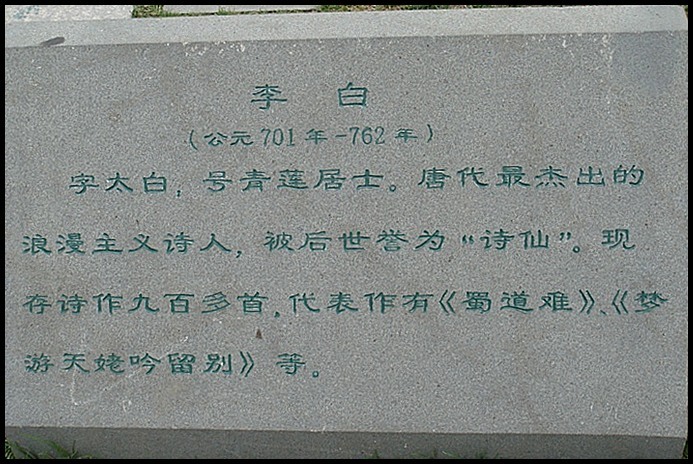 李 白
(公元701年-762年)
字太白，号青莲居士。唐代最杰出的
浪漫主义诗人，被后世誉为“诗仙”。现
存诗作九百多首，代表作有《蜀道难》、《梦
游天姥吟留别》等。